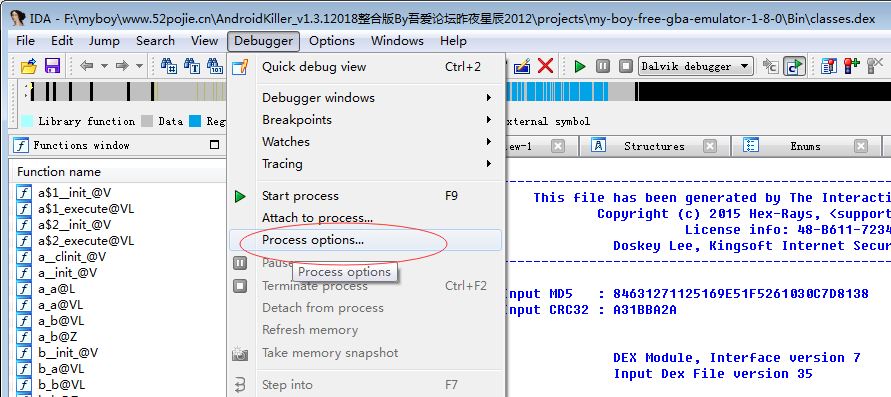 IDA - F:\myboy\www.52pojie.cn\AndroidKiller_v1.3.12018整合版By吾爱论坛昨夜星辰2012\projects\my-boy-free-gba-emulator-1-8-0\Bin\classes.dex
File Edit Jump Search View Debugger Options Windows Help
Quick debug view Ctrl+2
Dalvik debugger
Debugger windows
Breakpoints
Library function Data Reg xternal symbol
Watches
Functions window ew-1 Structures Enums
Tracing
Function name
a$1__init_@V
Start process F9
This file has been generated by The Interacti
a$1_execute@VL
Attach to process...
Copyright (c) 2015 Hex-Rays, <support
a$2__init_@V
License info: 48-B611-7234
a$2_execute@VL
Process options...
Doskey Lee, Kingsoft Internet Secur
a__clinit_@V
Pause
a__init_@V
Process options
a_a@L
Terminate process Ctrl+F2
Input MD5 : 84631271125169E51F5261030C7D8138
a_a@VL
Detach from process
Input CRC32 : A31BBA2A
a_b@VL
Refresh memory
a_b@Z
Take memory snapshot
DEX Module, Interface version 7
b__init_@V
Input Dex File version 35
b_a@VL
Step into F7
b_b@VL